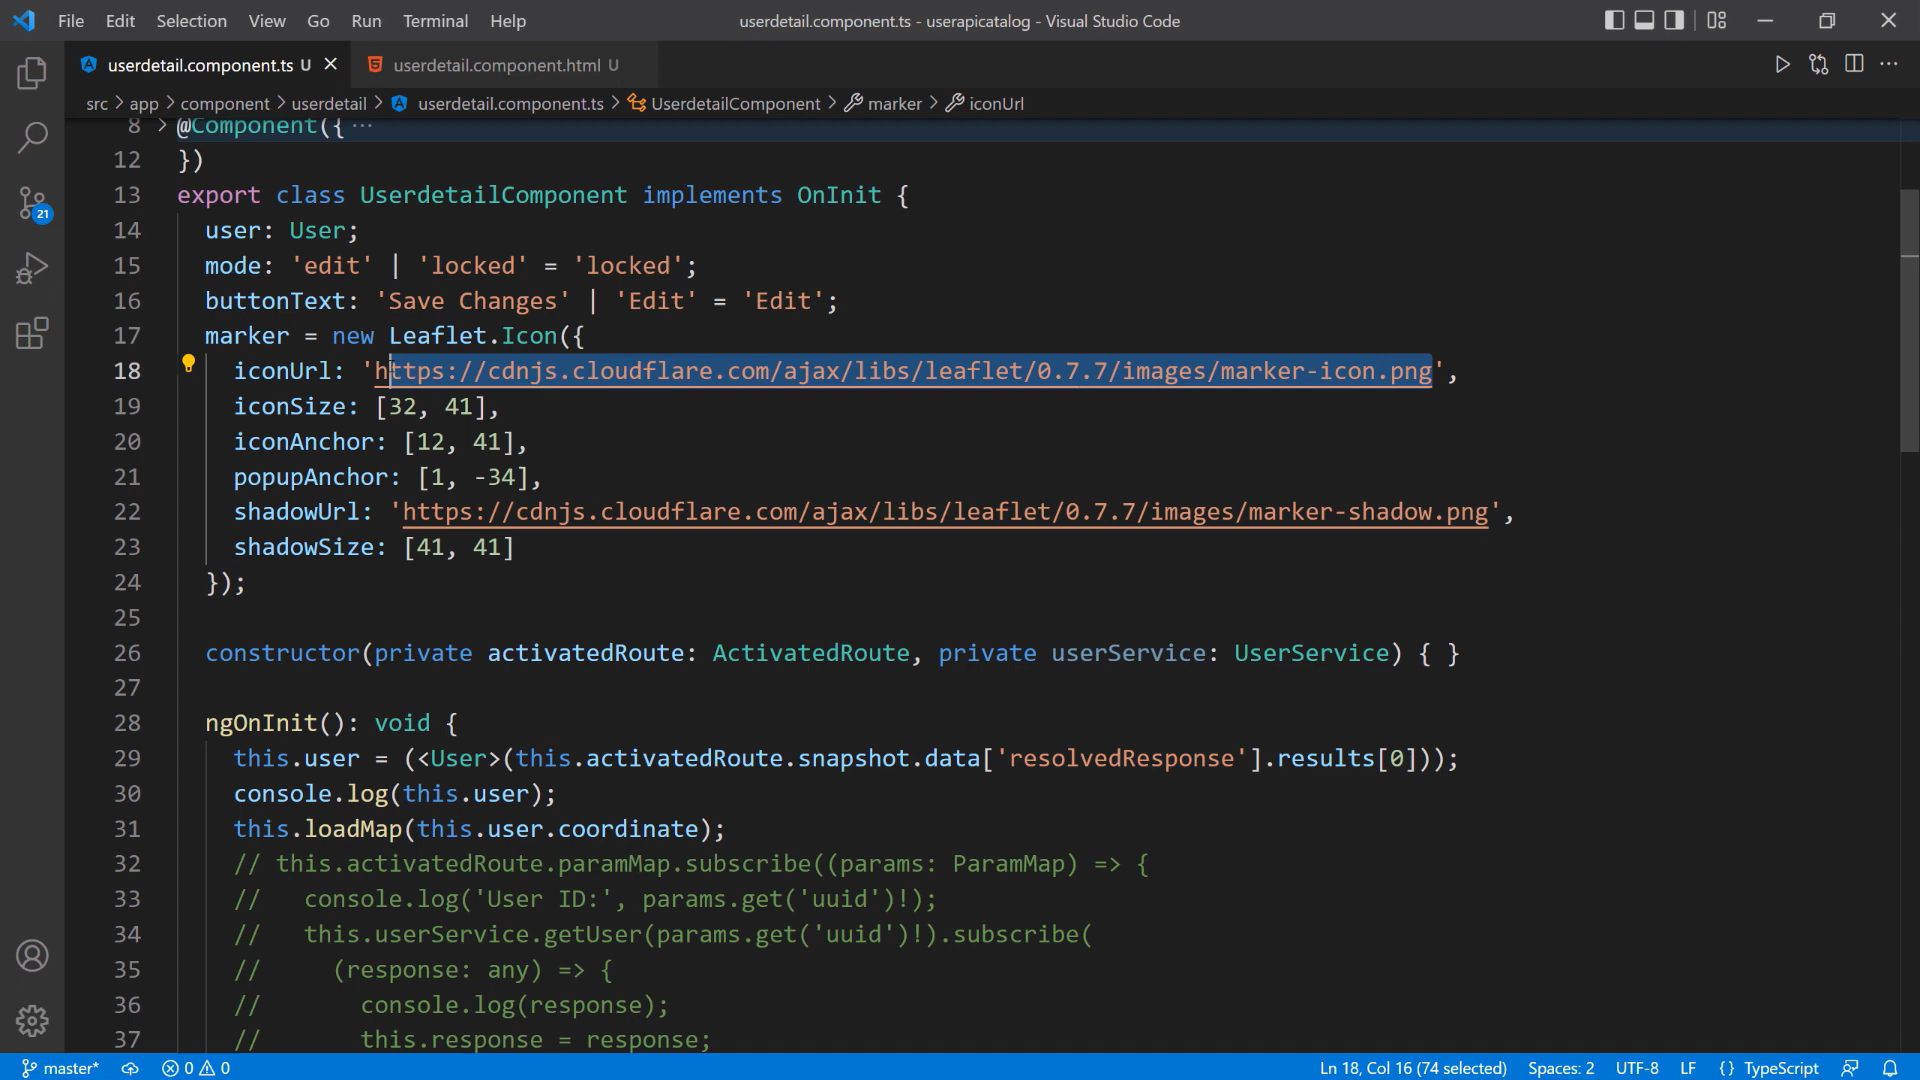 File Edit Selection View Go Run Terminal Help userdetail.component.ts - userapicatalog - Visual Studio Code
userdetail.component.ts U userdetail.component.html U
src > app > component > userdetail > userdetail.component.ts > UserdetailComponent > marker > iconUrl
8 > @Component({ ···
12 })
13 export class UserdetailComponent implements OnInit {
14 user: User;
15 mode: 'edit' | 'locked' = 'locked';
16 buttonText: 'Save Changes' | 'Edit' = 'Edit';
17 marker = new Leaflet.Icon({
18 iconUrl: 'https://cdnjs.cloudflare.com/ajax/libs/leaflet/0.7.7/images/marker-icon.png',
19 iconSize: [32, 41],
20 iconAnchor: [12, 41],
21 popupAnchor: [1, -34],
22 shadowUrl: 'https://cdnjs.cloudflare.com/ajax/libs/leaflet/0.7.7/images/marker-shadow.png',
23 shadowSize: [41, 41]
24 });
25
26 constructor(private activatedRoute: ActivatedRoute, private userService: UserService) { }
27
28 ngOnInit(): void {
29 this.user = (<User>(this.activatedRoute.snapshot.data['resolvedResponse'].results[0]));
30 console.log(this.user);
31 this.loadMap(this.user.coordinate);
32 // this.activatedRoute.paramMap.subscribe((params: ParamMap) => {
33 // console.log('User ID:', params.get('uuid')!);
34 // this.userService.getUser(params.get('uuid')!).subscribe(
35 // (response: any) => {
36 // console.log(response);
37 // this.response = response;
21
master* 0 0 Ln 18, Col 16 (74 selected) Spaces: 2 UTF-8 LF {} TypeScript